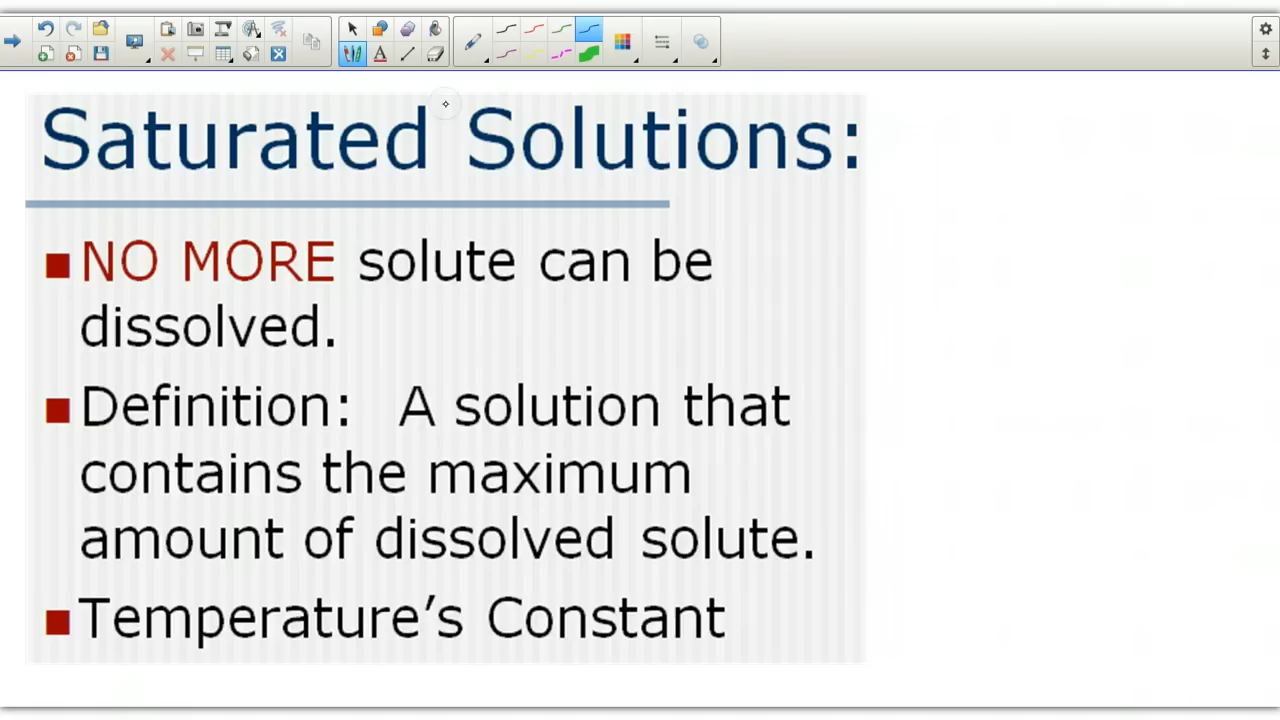 Saturated Solutions:
NO MORE solute can be
dissolved.
Definition: A solution that
contains the maximum
amount of dissolved solute.
Temperature’s Constant